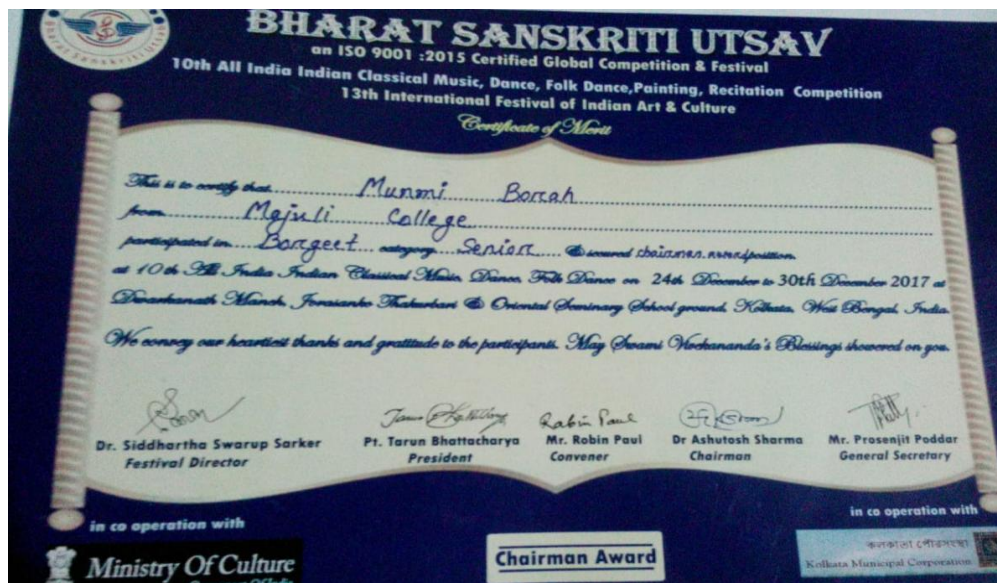 BHARAT SANSKRITI UTSAV
Bharat Sanskriti Utsav
an ISO 9001 :2015 Certified Global Competition & Festival
10th All India Indian Classical Music, Dance, Folk Dance,Painting, Recitation Competition
13th International Festival of Indian Art & Culture
Certificate of Merit
This is to certify that Munmi Borah
from Majuli College
participated in Borgeet category Senior & secured chairman award position.
at 10th All India Indian Classical Music, Dance, Folk Dance on 24th December to 30th December 2017 at
Dwarkanath Manch, Jorasanko Thakurbari & Oriental Seminary School ground, Kolkata, West Bengal, India.
We convey our heartiest thanks and gratitude to the participants. May Swami Vivekananda's Blessings showered on you.
Robin Paul
Dr. Siddhartha Swarup Sarker Pt. Tarun Bhattacharya Mr. Robin Paul Dr Ashutosh Sharma Mr. Prosenjit Poddar
Festival Director President Convener Chairman General Secretary
in co operation with in co operation with
Ministry Of Culture
Chairman Award
কলকাতা পৌরসংস্থা
Kolkata Municipal Corporation